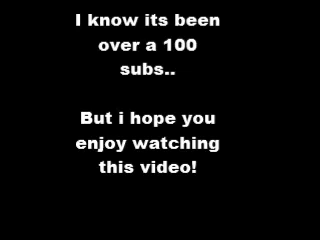 I know its been
over a 100
subs..
But i hope you
enjoy watching
this video!